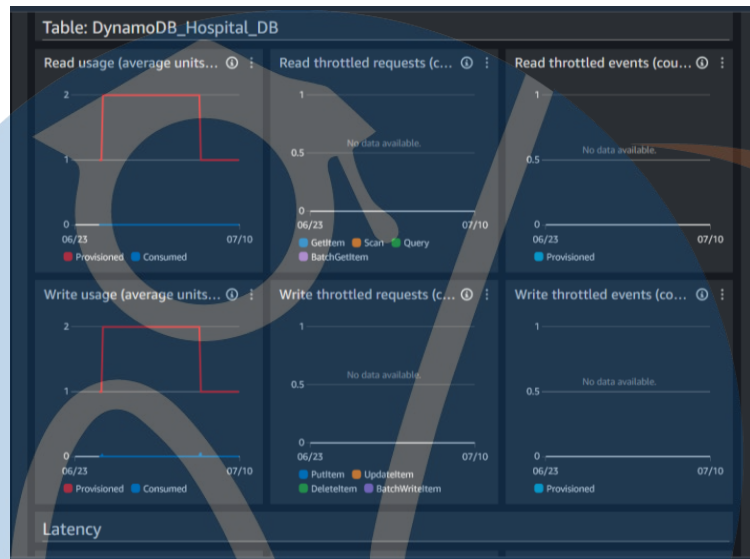 Table: DynamoDB_Hospital_DB
Read usage (average units...
Read throttled requests (c...
Read throttled events (cou...
2
1
0
06/23
07/10
Provisioned
Consumed
1
0.5
0
No data available.
06/23
07/10
GetItem
Scan
Query
BatchGetItem
1
0.5
0
No data available.
06/23
07/10
Provisioned
Write usage (average units...
Write throttled requests (c...
Write throttled events (co...
2
1
0
06/23
07/10
Provisioned
Consumed
1
0.5
0
No data available.
06/23
07/10
PutItem
UpdateItem
DeleteItem
BatchWriteItem
1
0.5
0
No data available.
06/23
07/10
Provisioned
Latency